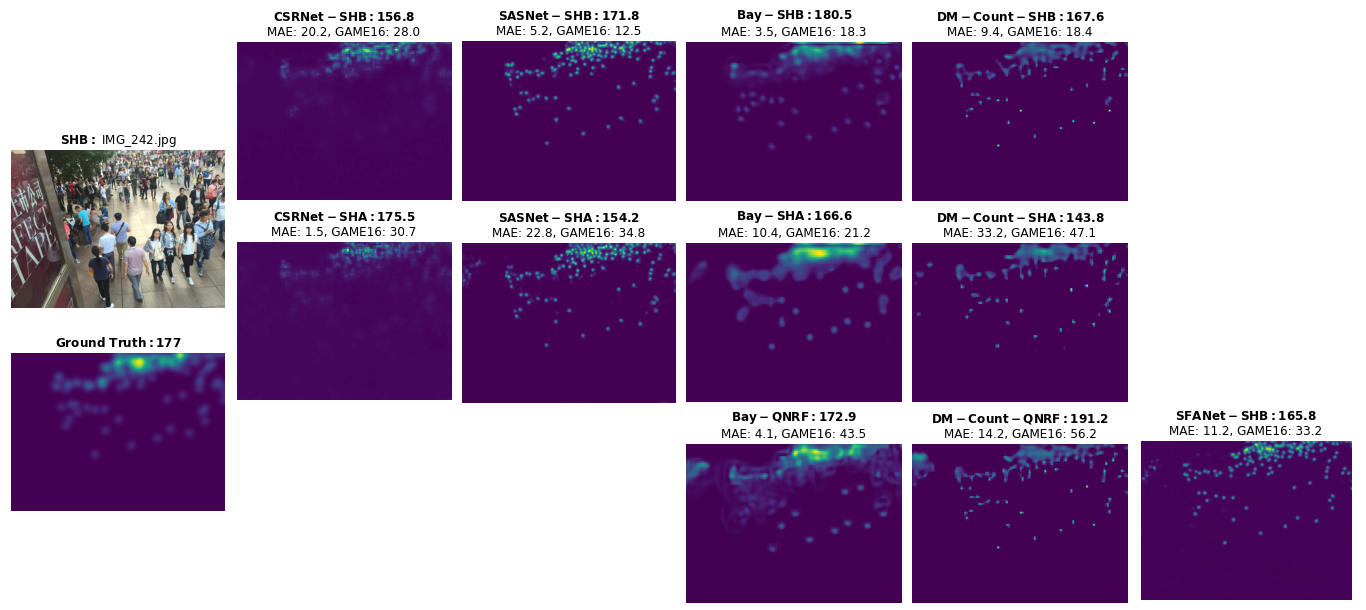 CSRNet − SHB : 156.8
MAE: 20.2, GAME16: 28.0
SASNet − SHB : 171.8
MAE: 5.2, GAME16: 12.5
Bay − SHB : 180.5
MAE: 3.5, GAME16: 18.3
DM − Count − SHB : 167.6
MAE: 9.4, GAME16: 18.4
SHB : IMG_242.jpg
CSRNet − SHA : 175.5
MAE: 1.5, GAME16: 30.7
SASNet − SHA : 154.2
MAE: 22.8, GAME16: 34.8
Bay − SHA : 166.6
MAE: 10.4, GAME16: 21.2
DM − Count − SHA : 143.8
MAE: 33.2, GAME16: 47.1
Ground Truth : 177
Bay − QNRF : 172.9
MAE: 4.1, GAME16: 43.5
DM − Count − QNRF : 191.2
MAE: 14.2, GAME16: 56.2
SFANet − SHB : 165.8
MAE: 11.2, GAME16: 33.2